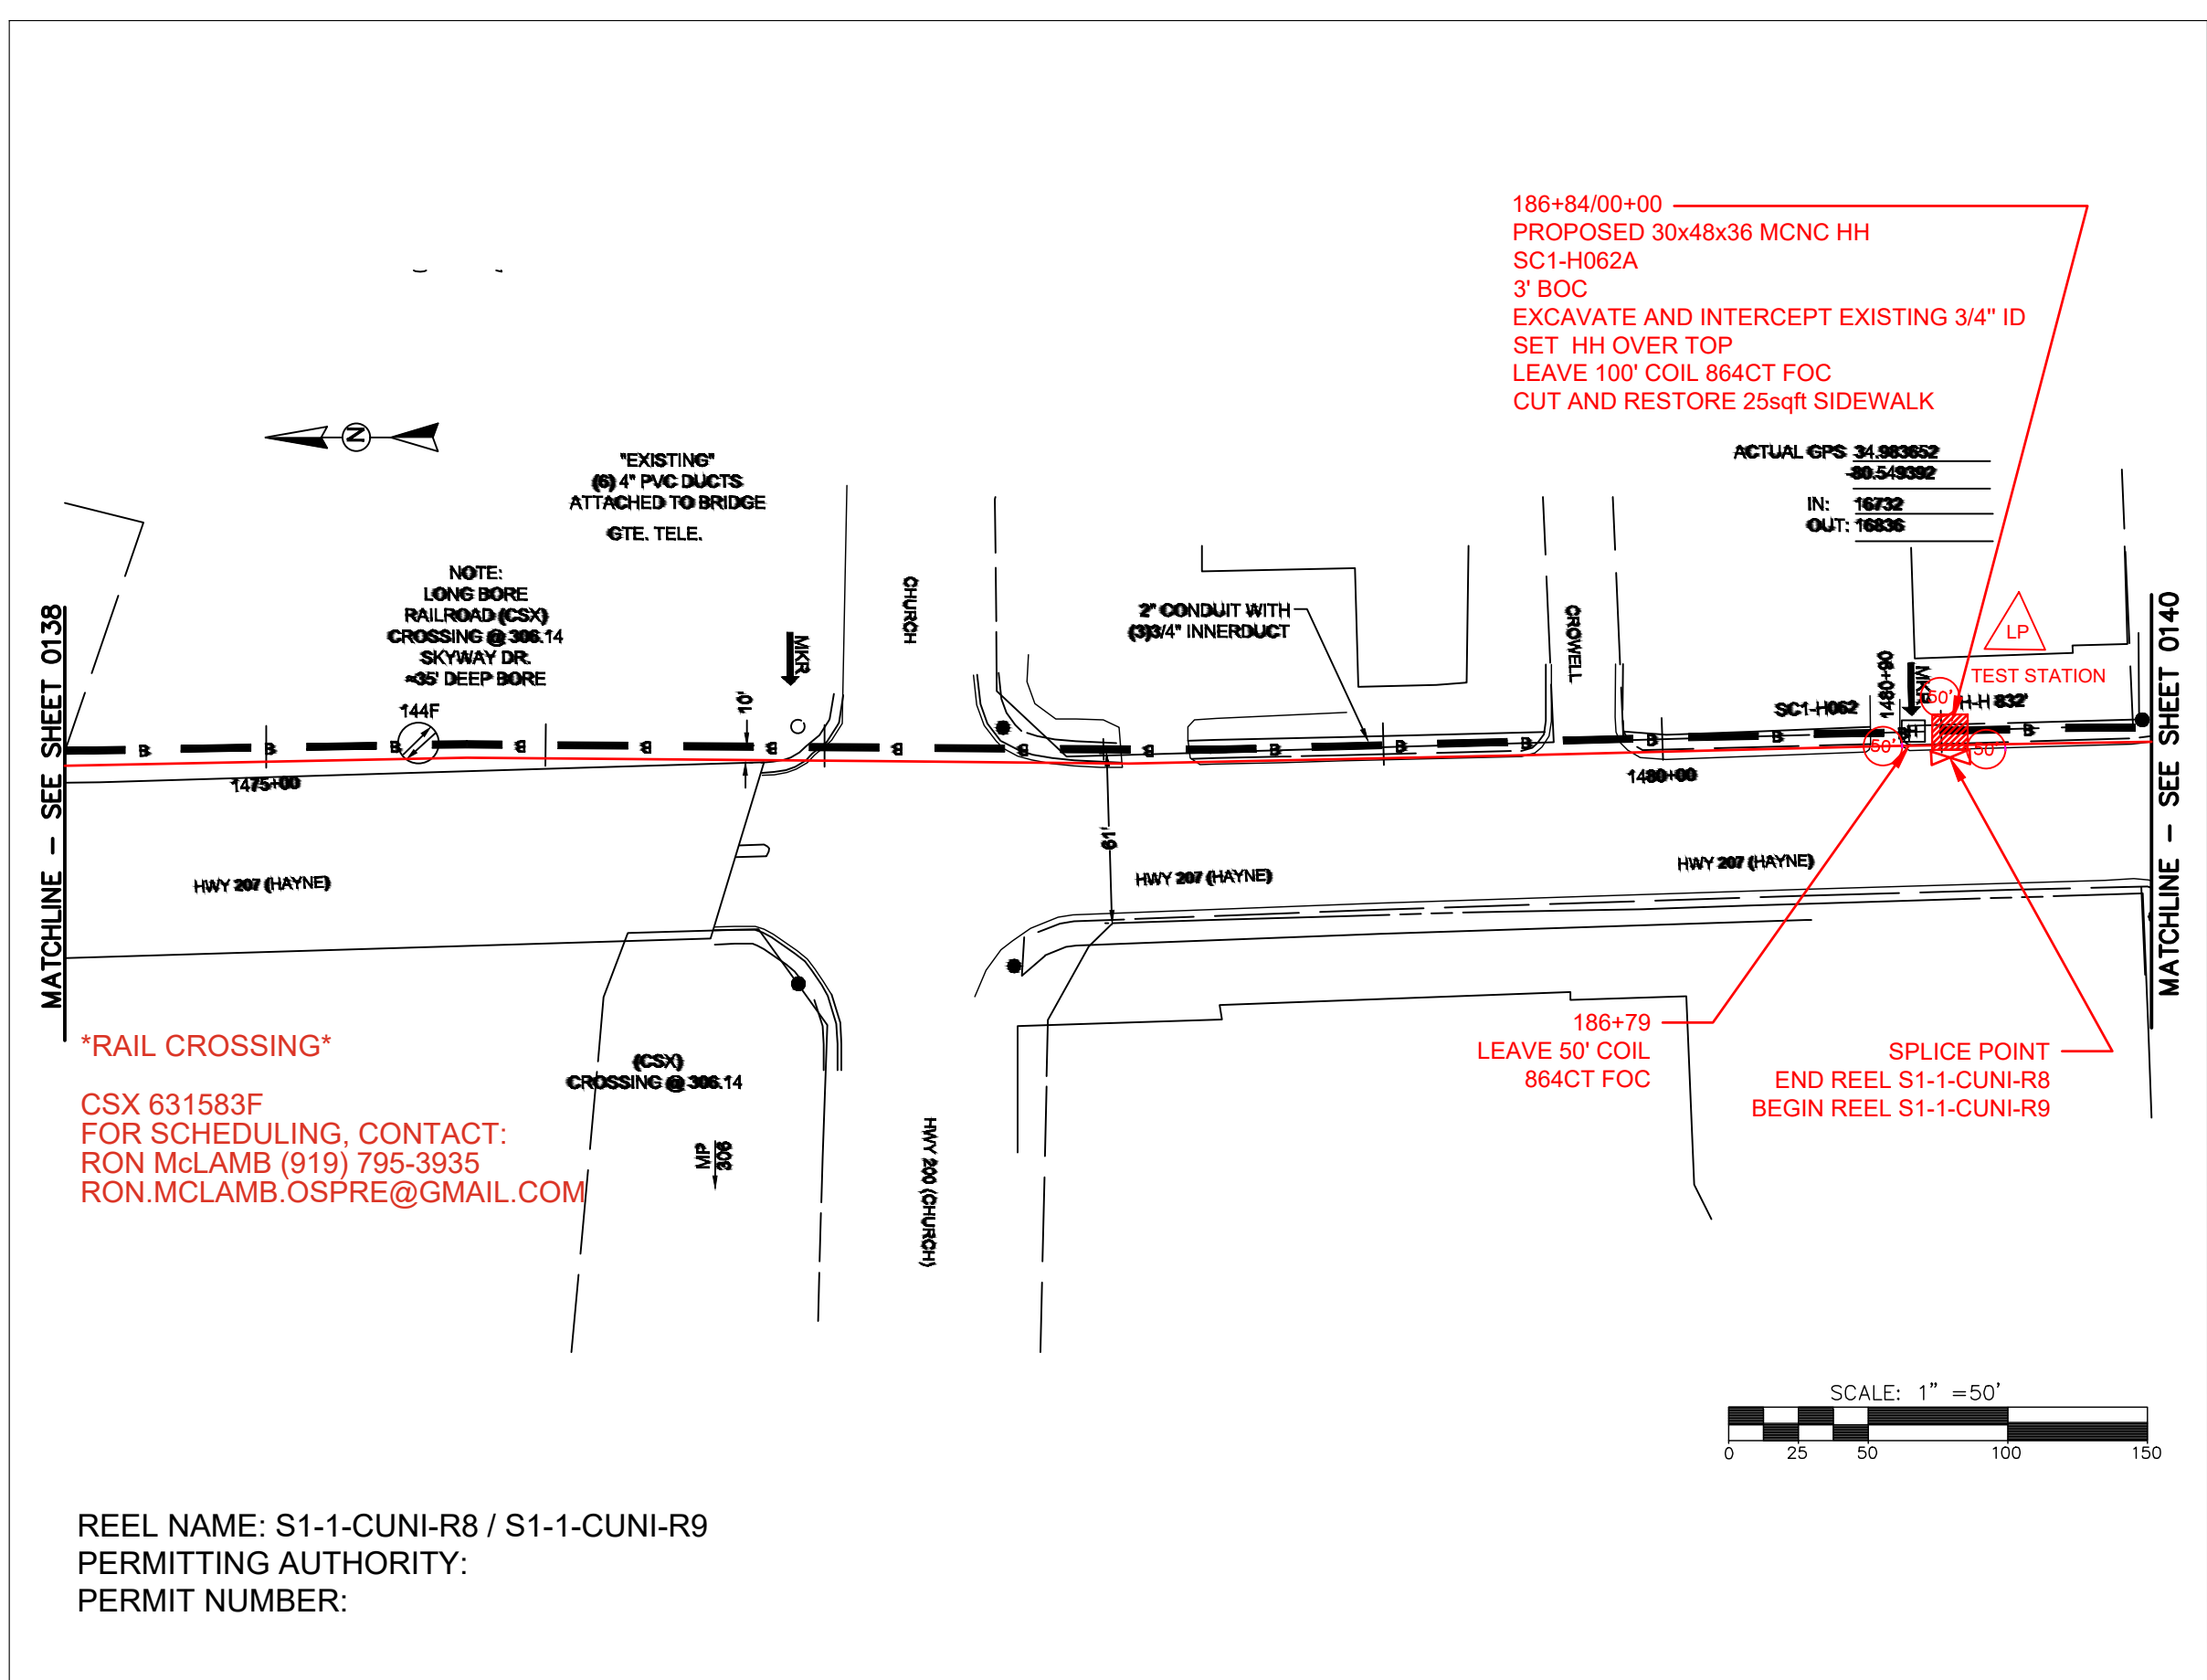 186+84/00+00
PROPOSED 30x48x36 MCNC HH
SC1-H062A
3' BOC
EXCAVATE AND INTERCEPT EXISTING 3/4" ID
SET HH OVER TOP
LEAVE 100' COIL 864CT FOC
CUT AND RESTORE 25sqft SIDEWALK
N
"EXISTING"
(6) 4" PVC DUCTS
ATTACHED TO BRIDGE
GTE. TELE.
ACTUAL GPS 34.983652
-80.549392
IN: 16732
OUT: 16836
NOTE:
LONG BORE
RAILROAD (CSX)
CROSSING @ 306.14
SKYWAY DR.
≈35' DEEP BORE
144F
MKR
CHURCH
2" CONDUIT WITH
(3)3/4" INNERDUCT
CROWELL
LP
TEST STATION
MKR
1480+90
SC1-H062
H-H 832'
50'
50'
50'
H
10'
B B B B B B B B B B B B B B B B
MATCHLINE - SEE SHEET 0138
MATCHLINE - SEE SHEET 0140
1475+00
1480+00
61'
HWY 207 (HAYNE)
HWY 207 (HAYNE)
HWY 207 (HAYNE)
*RAIL CROSSING*
CSX 631583F
FOR SCHEDULING, CONTACT:
RON McLAMB (919) 795-3935
RON.MCLAMB.OSPRE@GMAIL.COM
(CSX)
CROSSING @ 306.14
MP
306
HWY 200 (CHURCH)
186+79
LEAVE 50' COIL
864CT FOC
SPLICE POINT
END REEL S1-1-CUNI-R8
BEGIN REEL S1-1-CUNI-R9
SCALE: 1" =50'
0 25 50 100 150
REEL NAME: S1-1-CUNI-R8 / S1-1-CUNI-R9
PERMITTING AUTHORITY:
PERMIT NUMBER: